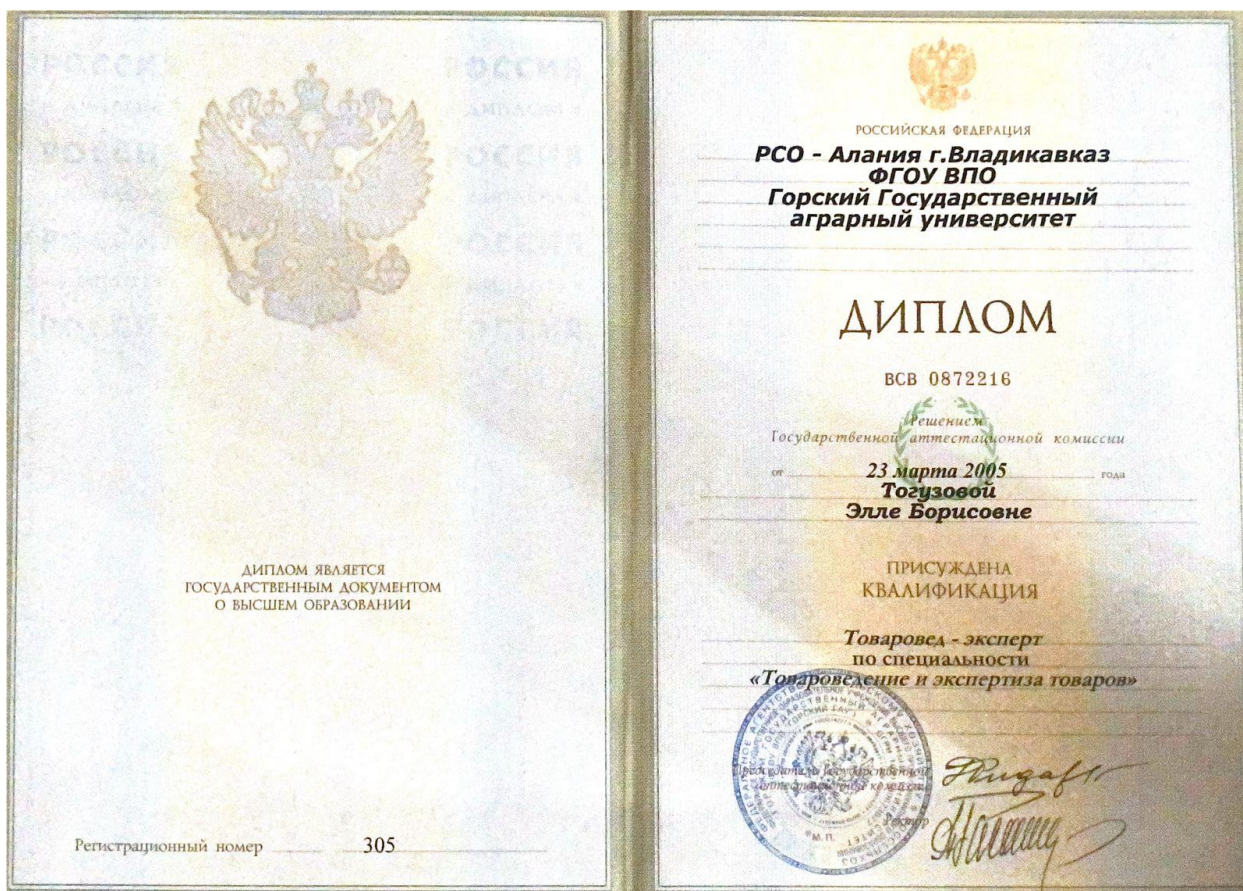 ДИПЛОМ ЯВЛЯЕТСЯ
ГОСУДАРСТВЕННЫМ ДОКУМЕНТОМ
О ВЫСШЕМ ОБРАЗОВАНИИ
Регистрационный номер 305
РОССИЙСКАЯ ФЕДЕРАЦИЯ
РСО - Алания г.Владикавказ
ФГОУ ВПО
Горский Государственный
аграрный университет
ДИПЛОМ
ВСВ 0872216
Решением
Государственной аттестационной комиссии
от 23 марта 2005 года
Тогузовой
Элле Борисовне
ПРИСУЖДЕНА
КВАЛИФИКАЦИЯ
Товаровед - эксперт
по специальности
«Товароведение и экспертиза товаров»
Председатель Государственной
аттестационной комиссии
Ректор
М. П.